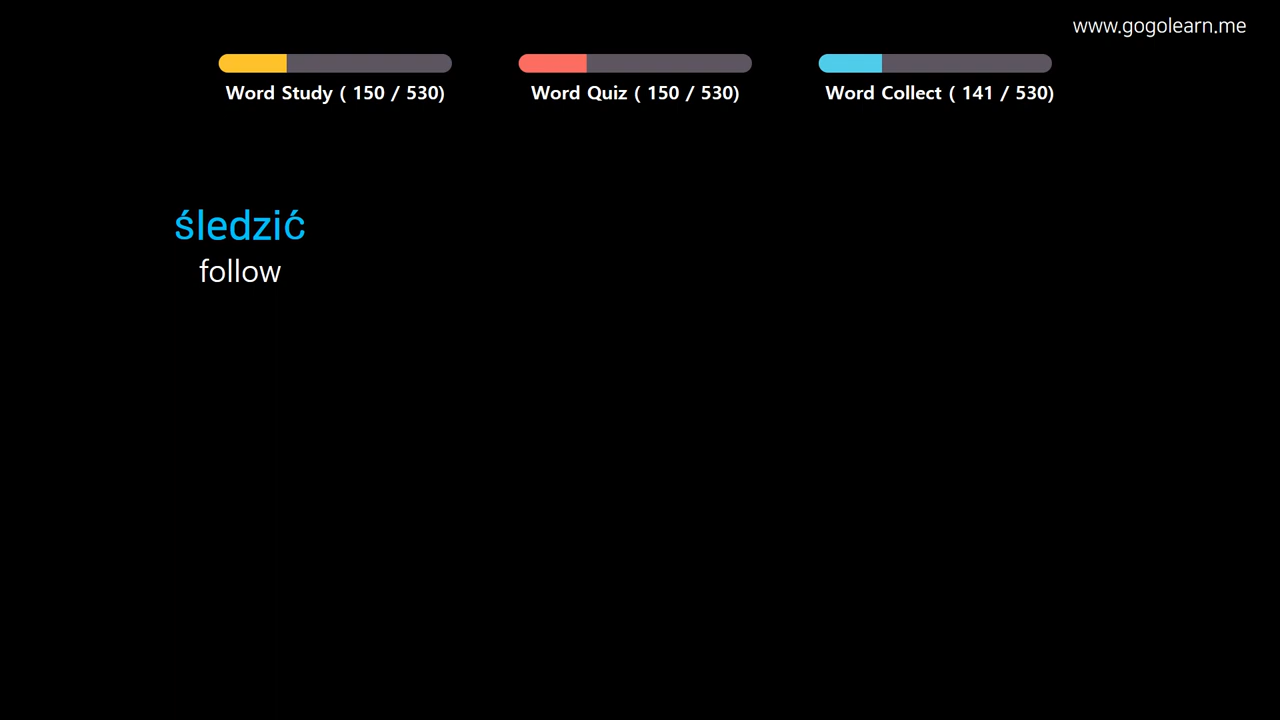 www.gogolearn.me
Word Study ( 150 / 530)
Word Quiz ( 150 / 530)
Word Collect ( 141 / 530)
śledzić
follow